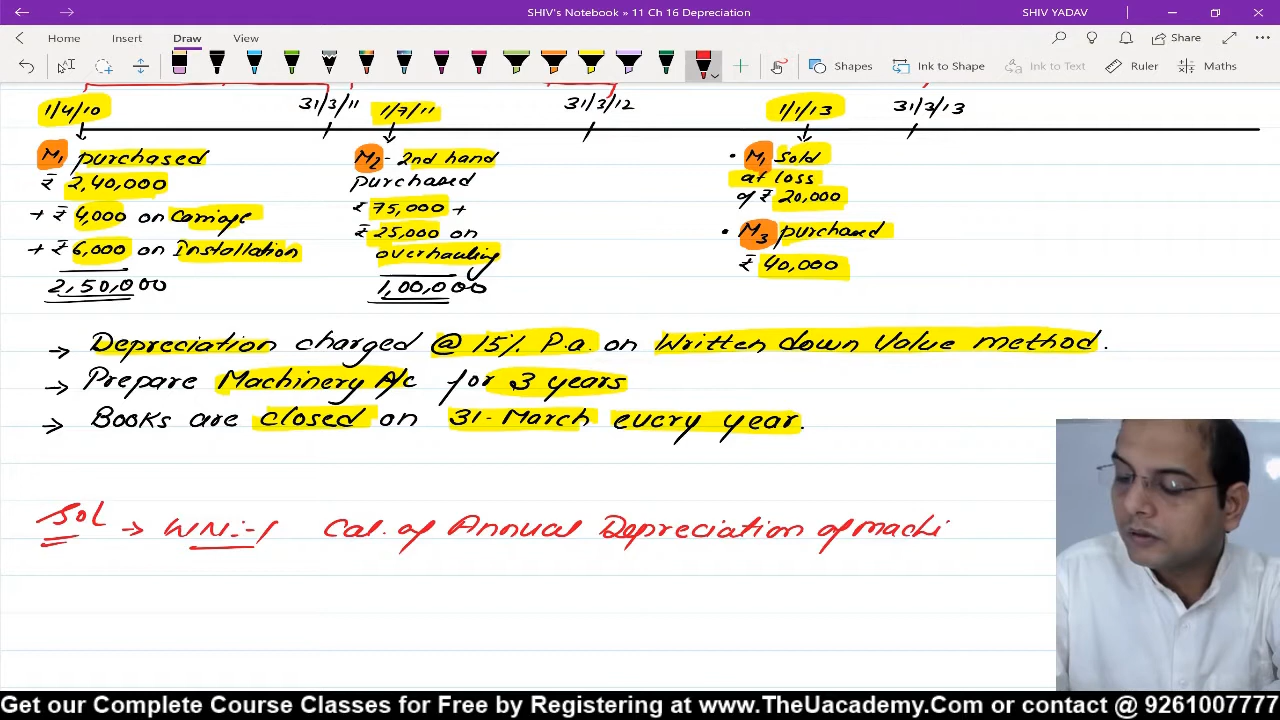 SHIV's Notebook » 11 Ch 16 Depreciation
SHIV YADAV
Home Insert Draw View
Share
Shapes Ink to Shape Ink to Text Ruler Maths
1/4/10 31/3/11 1/7/11 31/3/12 1/1/13 31/3/13
M1 purchased
₹ 2,40,000
+ ₹ 4,000 on Carriage
+ ₹ 6,000 on Installation
2,50,000
M2 - 2nd hand
purchased
₹ 75,000 +
₹ 25,000 on
overhauling
1,00,000
• M1 Sold
at loss
of ₹ 20,000
• M3 purchased
₹ 40,000
→ Depreciation charged @ 15% P.a. on Written down Value method.
→ Prepare Machinery A/c for 3 years
→ Books are closed on 31-March every year.
Sol → WN:-1 Cal. of Annual Depreciation of machi
Get our Complete Course Classes for Free by Registering at www.TheUacademy.Com or contact @ 9261007777